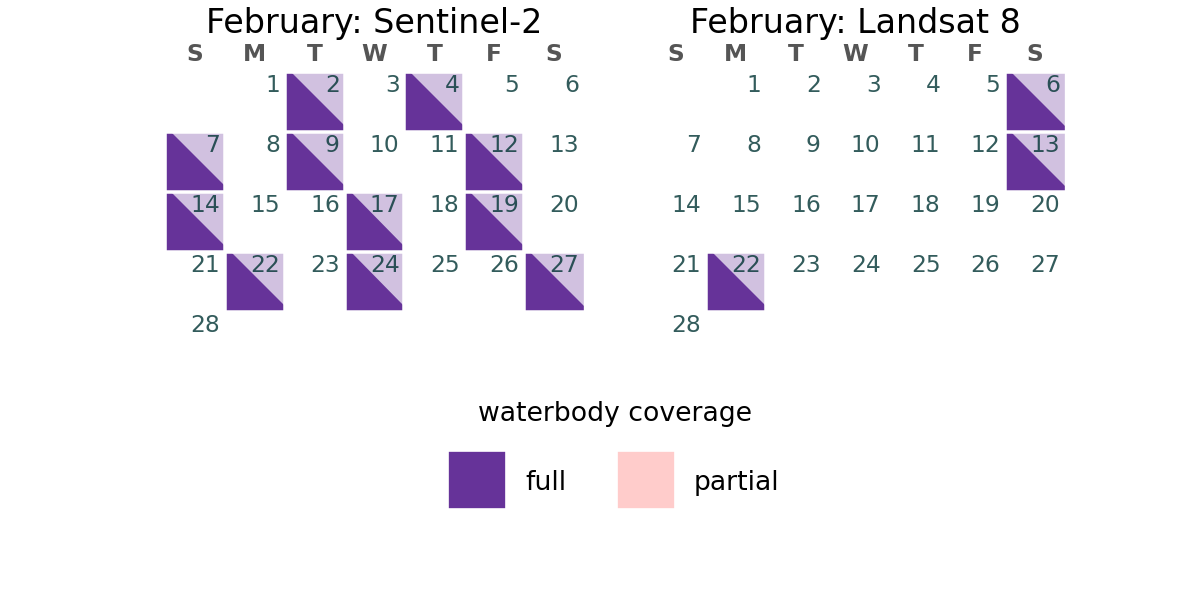 February: Sentinel-2
S M T W T F S
1 2 3 4 5 6
7 8 9 10 11 12 13
14 15 16 17 18 19 20
21 22 23 24 25 26 27
28
February: Landsat 8
S M T W T F S
1 2 3 4 5 6
7 8 9 10 11 12 13
14 15 16 17 18 19 20
21 22 23 24 25 26 27
28
waterbody coverage
full partial